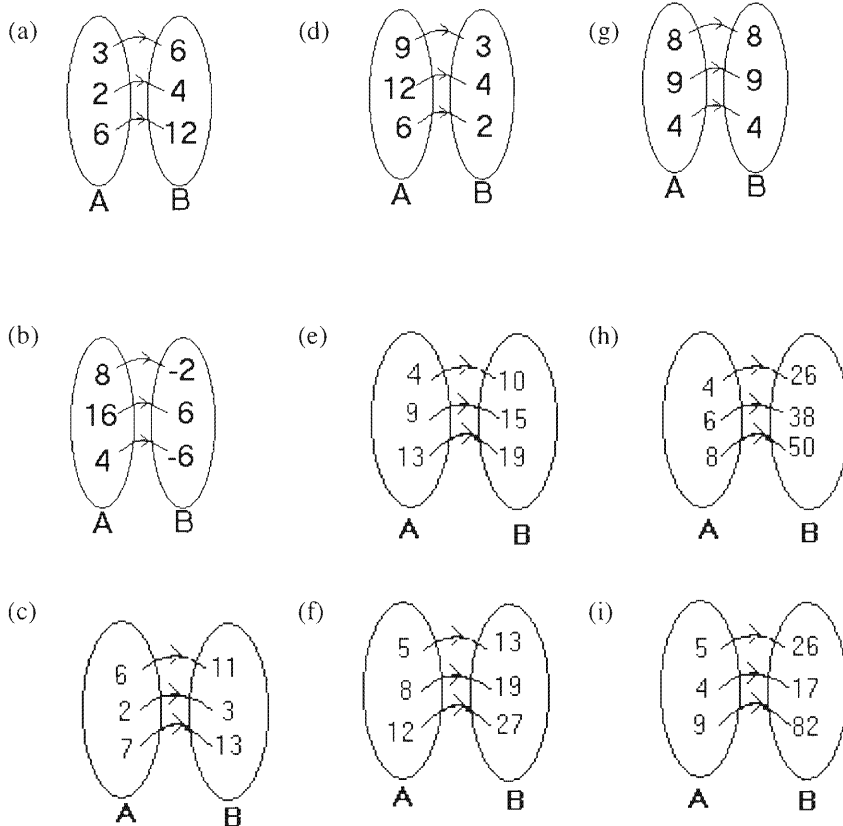 (a) 3 6 (d) 9 3 (g) 8 8
2 4 12 4 9 9
6 12 6 2 4 4
A B A B A B
(b) 8 -2 (e) 4 10 (h) 4 26
16 6 9 15 6 38
4 -6 13 19 8 50
A B A B A B
(c) 6 11 (f) 5 13 (i) 5 26
2 3 8 19 4 17
7 13 12 27 9 82
A B A B A B